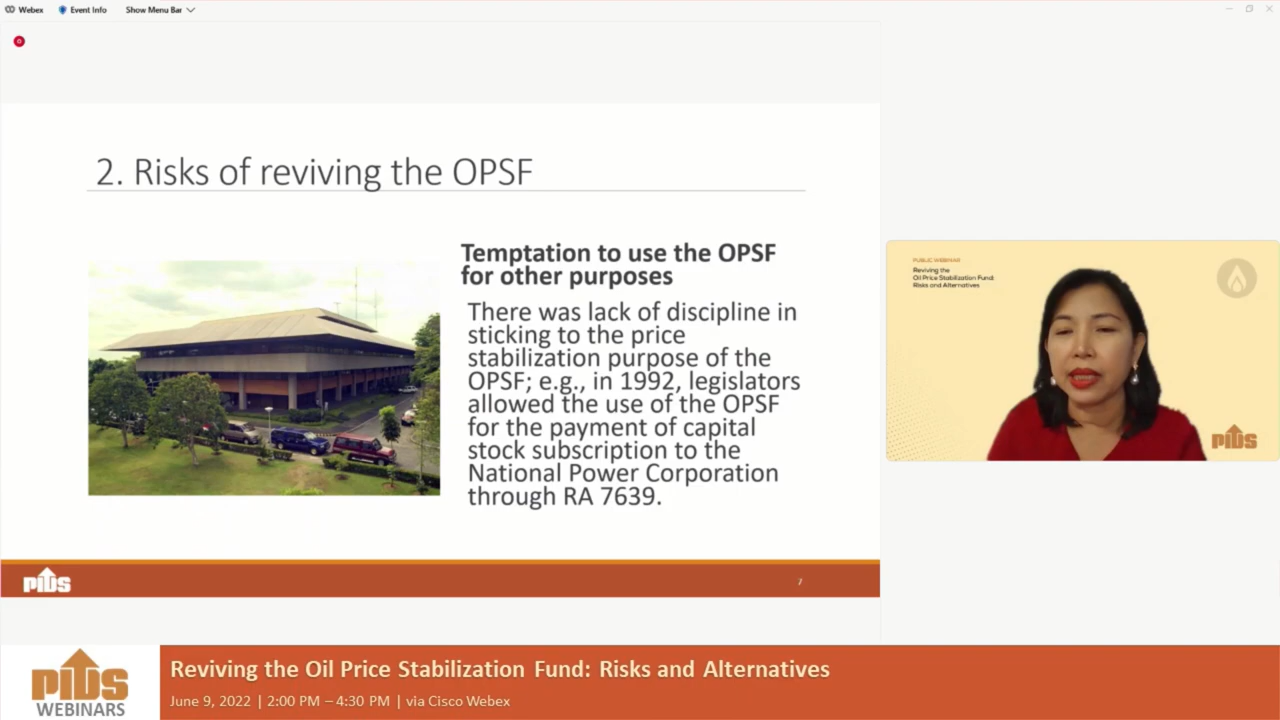 Webex Event Info Show Menu Bar
2. Risks of reviving the OPSF
Temptation to use the OPSF
for other purposes
There was lack of discipline in
sticking to the price
stabilization purpose of the
OPSF; e.g., in 1992, legislators
allowed the use of the OPSF
for the payment of capital
stock subscription to the
National Power Corporation
through RA 7639.
PIDS
7
PUBLIC WEBINAR
Reviving the
Oil Price Stabilization Fund:
Risks and Alternatives
PIDS
PIDS
WEBINARS
Reviving the Oil Price Stabilization Fund: Risks and Alternatives
June 9, 2022 | 2:00 PM – 4:30 PM | via Cisco Webex